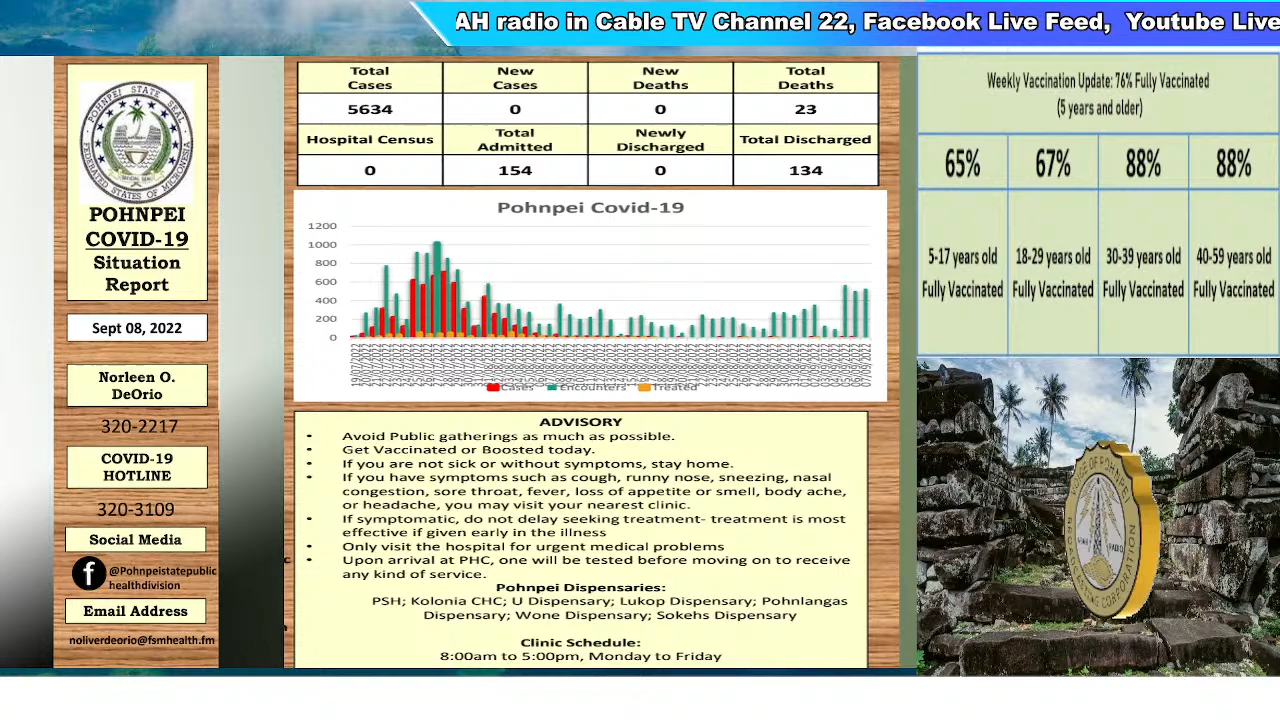 AH radio in Cable TV Channel 22, Facebook Live Feed, Youtube Live
POHNPEI STATE SEAL
FEDERATED STATES OF MICRONESIA
POHNPEI
COVID-19
Situation
Report
Sept 08, 2022
Norleen O.
DeOrio
320-2217
COVID-19
HOTLINE
320-3109
Social Media
@Pohnpeistatepublic
healthdivision
Email Address
noliverdeorio@fsmhealth.fm
Total Cases New Cases New Deaths Total Deaths
5634 0 0 23
Hospital Census Total Admitted Newly Discharged Total Discharged
0 154 0 134
Pohnpei Covid-19
1200
1000
800
600
400
200
0
19/07/2022
Cases Encounters Treated
ADVISORY
• Avoid Public gatherings as much as possible.
• Get Vaccinated or Boosted today.
• If you are not sick or without symptoms, stay home.
• If you have symptoms such as cough, runny nose, sneezing, nasal
congestion, sore throat, fever, loss of appetite or smell, body ache,
or headache, you may visit your nearest clinic.
• If symptomatic, do not delay seeking treatment- treatment is most
effective if given early in the illness
• Only visit the hospital for urgent medical problems
• Upon arrival at PHC, one will be tested before moving on to receive
any kind of service.
Pohnpei Dispensaries:
PSH; Kolonia CHC; U Dispensary; Lukop Dispensary; Pohnlangas
Dispensary; Wone Dispensary; Sokehs Dispensary
Clinic Schedule:
8:00am to 5:00pm, Monday to Friday
Weekly Vaccination Update: 76% Fully Vaccinated
(5 years and older)
65% 67% 88% 88%
5-17 years old 18-29 years old 30-39 years old 40-59 years old
Fully Vaccinated Fully Vaccinated Fully Vaccinated Fully Vaccinated